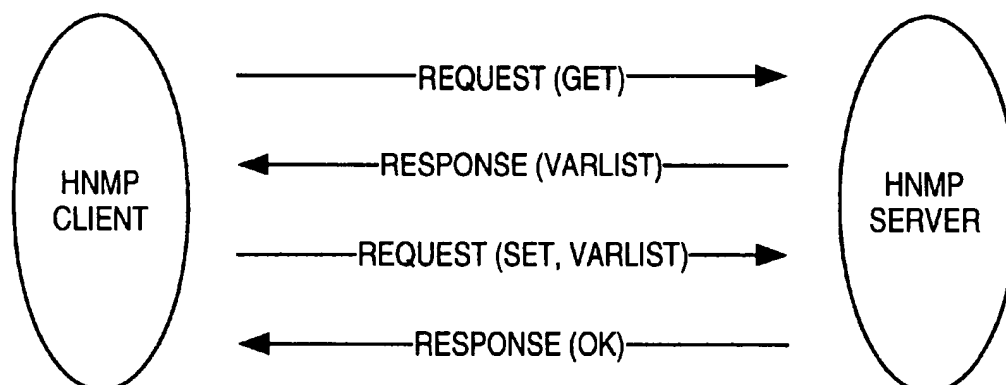 HNMP
CLIENT
REQUEST (GET)
RESPONSE (VARLIST)
REQUEST (SET, VARLIST)
RESPONSE (OK)
HNMP
SERVER